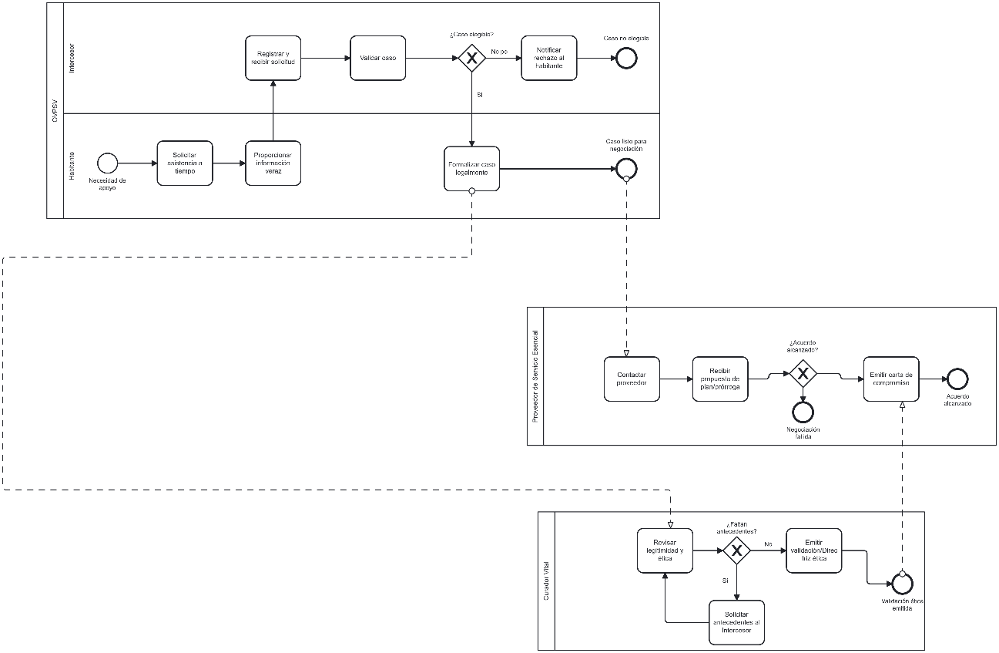 OVPSV
Intercesor
Registrar y
recibir solicitud
Validar caso
¿Caso elegible?
No po
Notificar
rechazo al
habitante
Caso no elegible
Sí
Habitante
Necesidad de
apoyo
Solicitar
asistencia a
tiempo
Proporcionar
información
veraz
Formalizar caso
legalmente
Caso listo para
negociación
Proveedor de Servicio Esencial
Contactar
proveedor
Recibir
propuesta de
plan/prórroga
¿Acuerdo
alcanzado?
Negociación
fallida
Emitir carta de
compromiso
Acuerdo
alcanzado
Curador Vital
Revisar
legitimidad y
ética
¿Faltan
antecedentes?
No
Sí
Emitir
validación/Direc
triz ética
Solicitar
antecedentes al
Intercesor
Validación ética
emitida